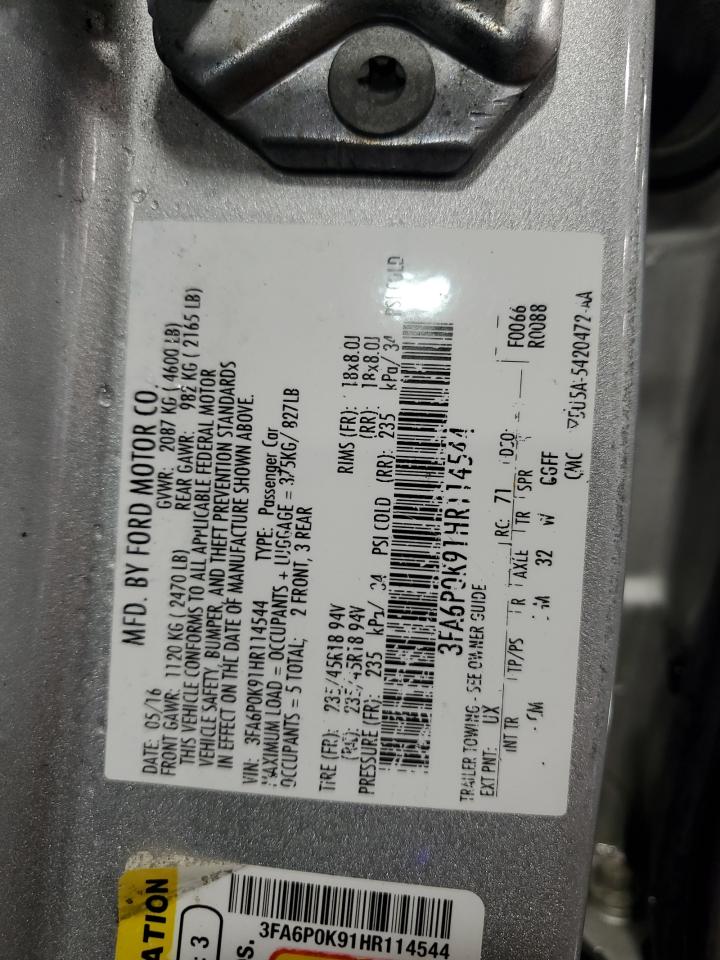 MFD. BY FORD MOTOR CO.
DATE: 05/16 GVWR: 2087 KG ( 4600 LB)
FRONT GAWR: 1120 KG ( 2470 LB) REAR GAWR: 982 KG ( 2165 LB)
THIS VEHICLE CONFORMS TO ALL APPLICABLE FEDERAL MOTOR
VEHICLE SAFETY, BUMPER, AND THEFT PREVENTION STANDARDS
IN EFFECT ON THE DATE OF MANUFACTURE SHOWN ABOVE.
VIN: 3FA6P0K91HR114544 TYPE: Passenger Car
MAXIMUM LOAD = OCCUPANTS + LUGGAGE = 375KG/ 827LB
OCCUPANTS = 5 TOTAL; 2 FRONT, 3 REAR
TIRE (FR): 235/45R18 94V RIMS (FR): 18x8.0J
235/45R18 94V (RR): 18x8.0J
PRESSURE (FR): 235 kPa/ 34 PSI COLD (RR): 235 kPa/ 34 PSI COLD
3FA6P0K91HR114544
TRAILER TOWING - SEE OWNER GUIDE
EXT PNT: UX RC: 71 F0066
R0088
INT TR TP/PS R AXLE TR SPR
M 32 W GGFF
5420472-AA
ATION
: 3
3FA6P0K91HR114544